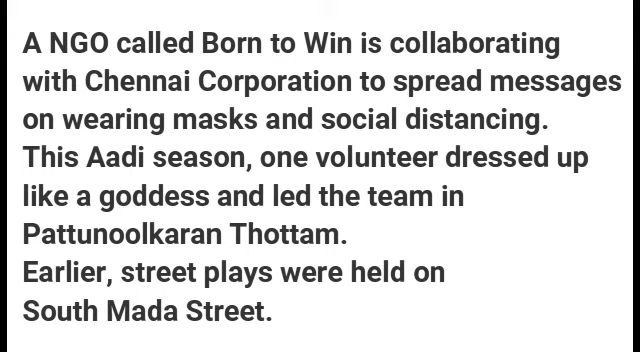 A NGO called Born to Win is collaborating
with Chennai Corporation to spread messages
on wearing masks and social distancing.
This Aadi season, one volunteer dressed up
like a goddess and led the team in
Pattunoolkaran Thottam.
Earlier, street plays were held on
South Mada Street.